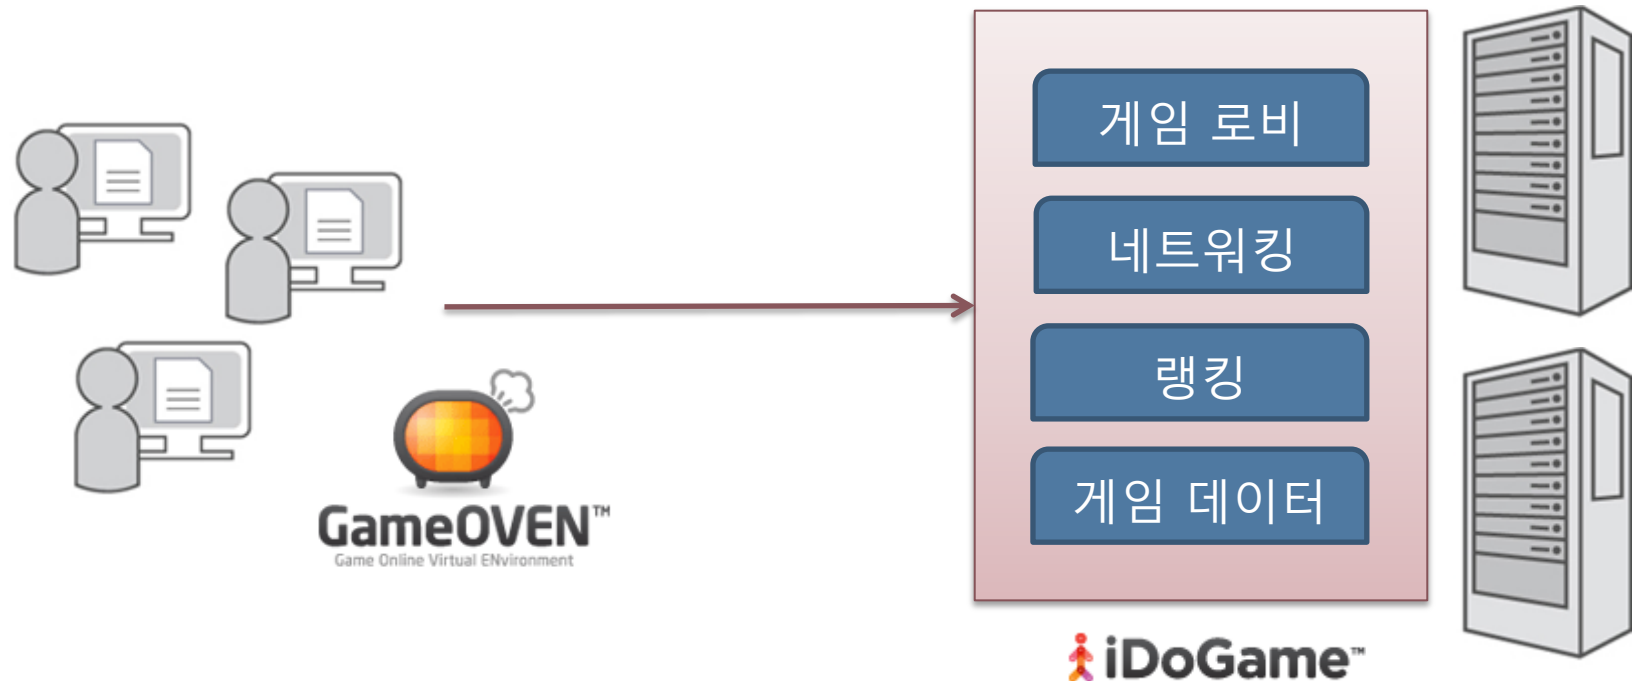 게임 로비
네트워킹
랭킹
게임 데이터
GameOVEN™
Game Online Virtual ENvironment
iDoGame™